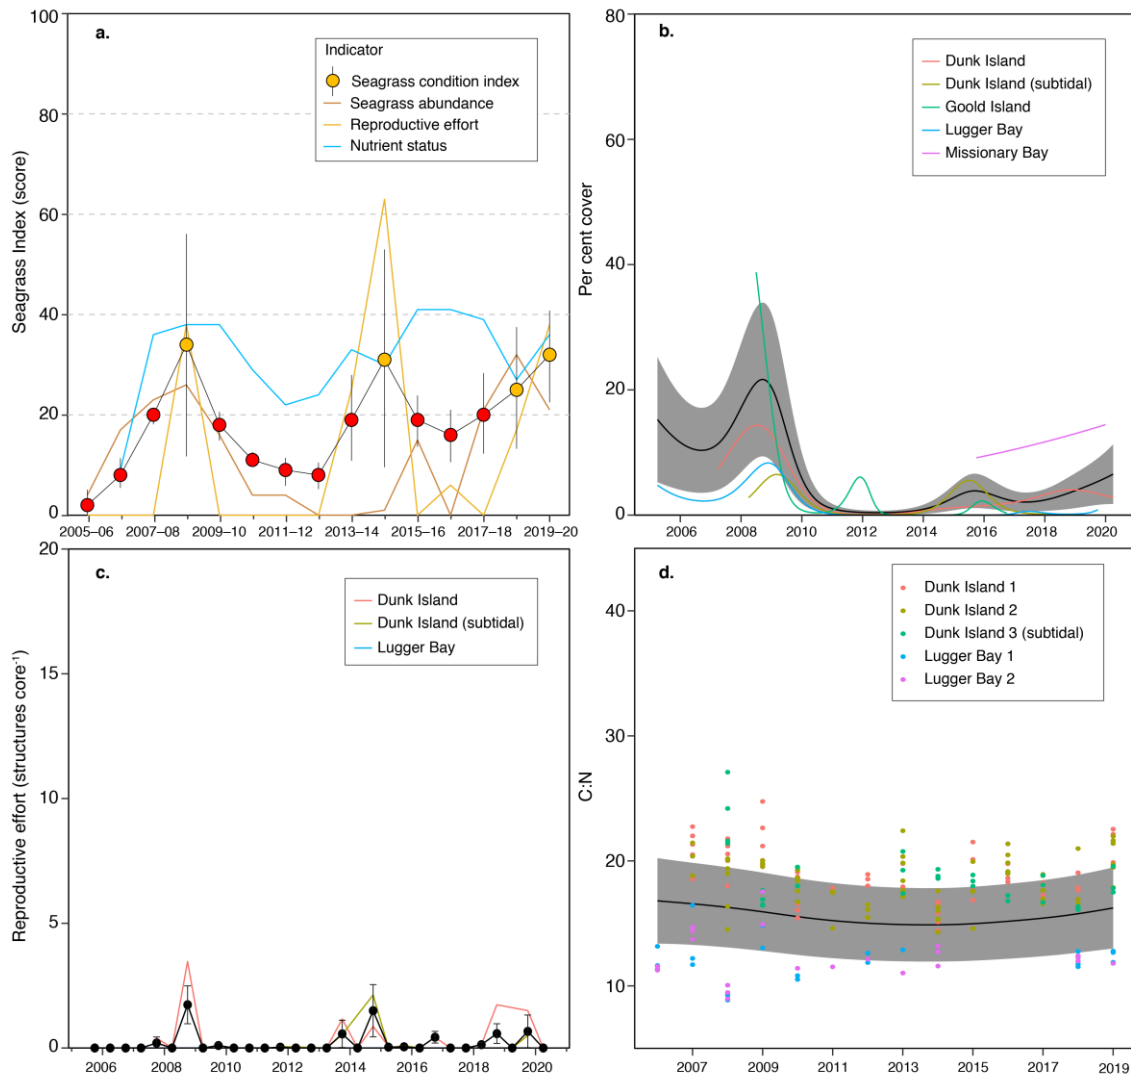 a.
Seagrass Index (score)
100
80
60
40
20
0
Indicator
Seagrass condition index
Seagrass abundance
Reproductive effort
Nutrient status
2005–06
2007–08
2009–10
2011–12
2013–14
2015–16
2017–18
2019–20
b.
Per cent cover
80
60
40
20
0
Dunk Island
Dunk Island (subtidal)
Goold Island
Lugger Bay
Missionary Bay
2006
2008
2010
2012
2014
2016
2018
2020
c.
Reproductive effort (structures core⁻¹)
20
15
10
5
0
Dunk Island
Dunk Island (subtidal)
Lugger Bay
2006
2008
2010
2012
2014
2016
2018
2020
d.
C:N
40
30
20
10
Dunk Island 1
Dunk Island 2
Dunk Island 3 (subtidal)
Lugger Bay 1
Lugger Bay 2
2007
2009
2011
2013
2015
2017
2019